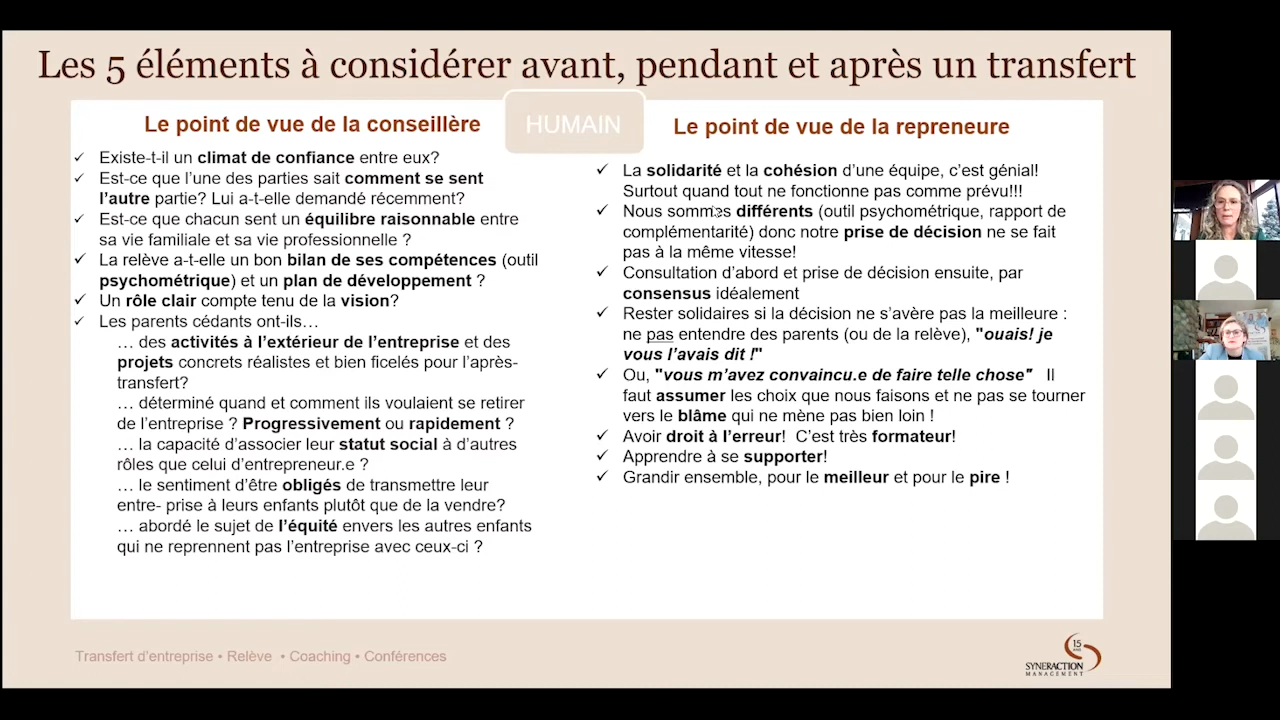 Les 5 éléments à considérer avant, pendant et après un transfert
HUMAIN
Le point de vue de la conseillère
✓ Existe-t-il un climat de confiance entre eux?
✓ Est-ce que l’une des parties sait comment se sent
l’autre partie? Lui a-t-elle demandé récemment?
✓ Est-ce que chacun sent un équilibre raisonnable entre
sa vie familiale et sa vie professionnelle ?
✓ La relève a-t-elle un bon bilan de ses compétences (outil
psychométrique) et un plan de développement ?
✓ Un rôle clair compte tenu de la vision?
✓ Les parents cédants ont-ils…
… des activités à l’extérieur de l’entreprise et des
projets concrets réalistes et bien ficelés pour l’après-
transfert?
… déterminé quand et comment ils voulaient se retirer
de l’entreprise ? Progressivement ou rapidement ?
… la capacité d’associer leur statut social à d’autres
rôles que celui d’entrepreneur.e ?
… le sentiment d’être obligés de transmettre leur
entre- prise à leurs enfants plutôt que de la vendre?
… abordé le sujet de l’équité envers les autres enfants
qui ne reprennent pas l’entreprise avec ceux-ci ?
Le point de vue de la repreneure
✓ La solidarité et la cohésion d’une équipe, c’est génial!
Surtout quand tout ne fonctionne pas comme prévu!!!
✓ Nous sommes différents (outil psychométrique, rapport de
complémentarité) donc notre prise de décision ne se fait
pas à la même vitesse!
✓ Consultation d’abord et prise de décision ensuite, par
consensus idéalement
✓ Rester solidaires si la décision ne s’avère pas la meilleure :
ne pas entendre des parents (ou de la relève), "ouais! je
vous l’avais dit !"
✓ Ou, "vous m’avez convaincu.e de faire telle chose" Il
faut assumer les choix que nous faisons et ne pas se tourner
vers le blâme qui ne mène pas bien loin !
✓ Avoir droit à l’erreur! C’est très formateur!
✓ Apprendre à se supporter!
✓ Grandir ensemble, pour le meilleur et pour le pire !
Transfert d’entreprise • Relève • Coaching • Conférences
15
SYNERACTION
MANAGEMENT